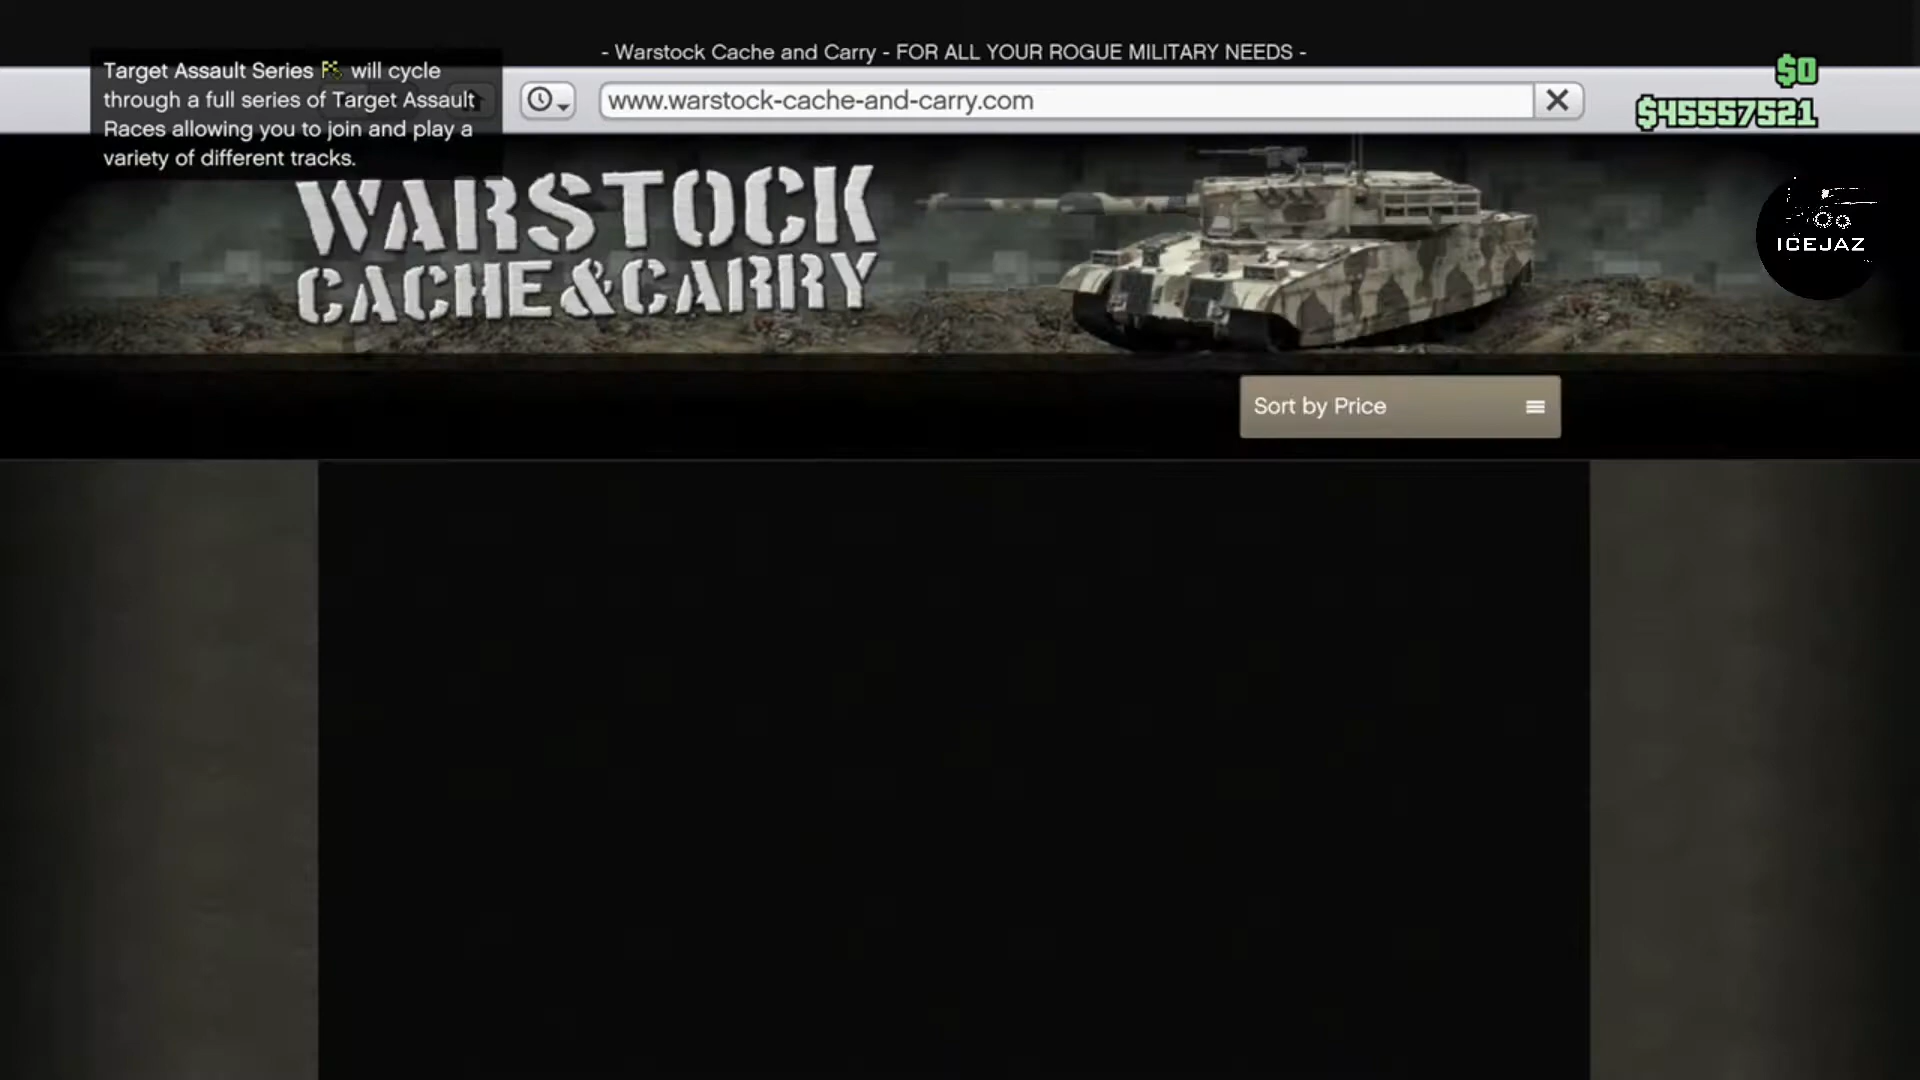 - Warstock Cache and Carry - FOR ALL YOUR ROGUE MILITARY NEEDS -
Target Assault Series will cycle
through a full series of Target Assault
Races allowing you to join and play a
variety of different tracks.
www.warstock-cache-and-carry.com
$0
$45557521
WARSTOCK
CACHE&CARRY
ICEJAZ
Sort by Price